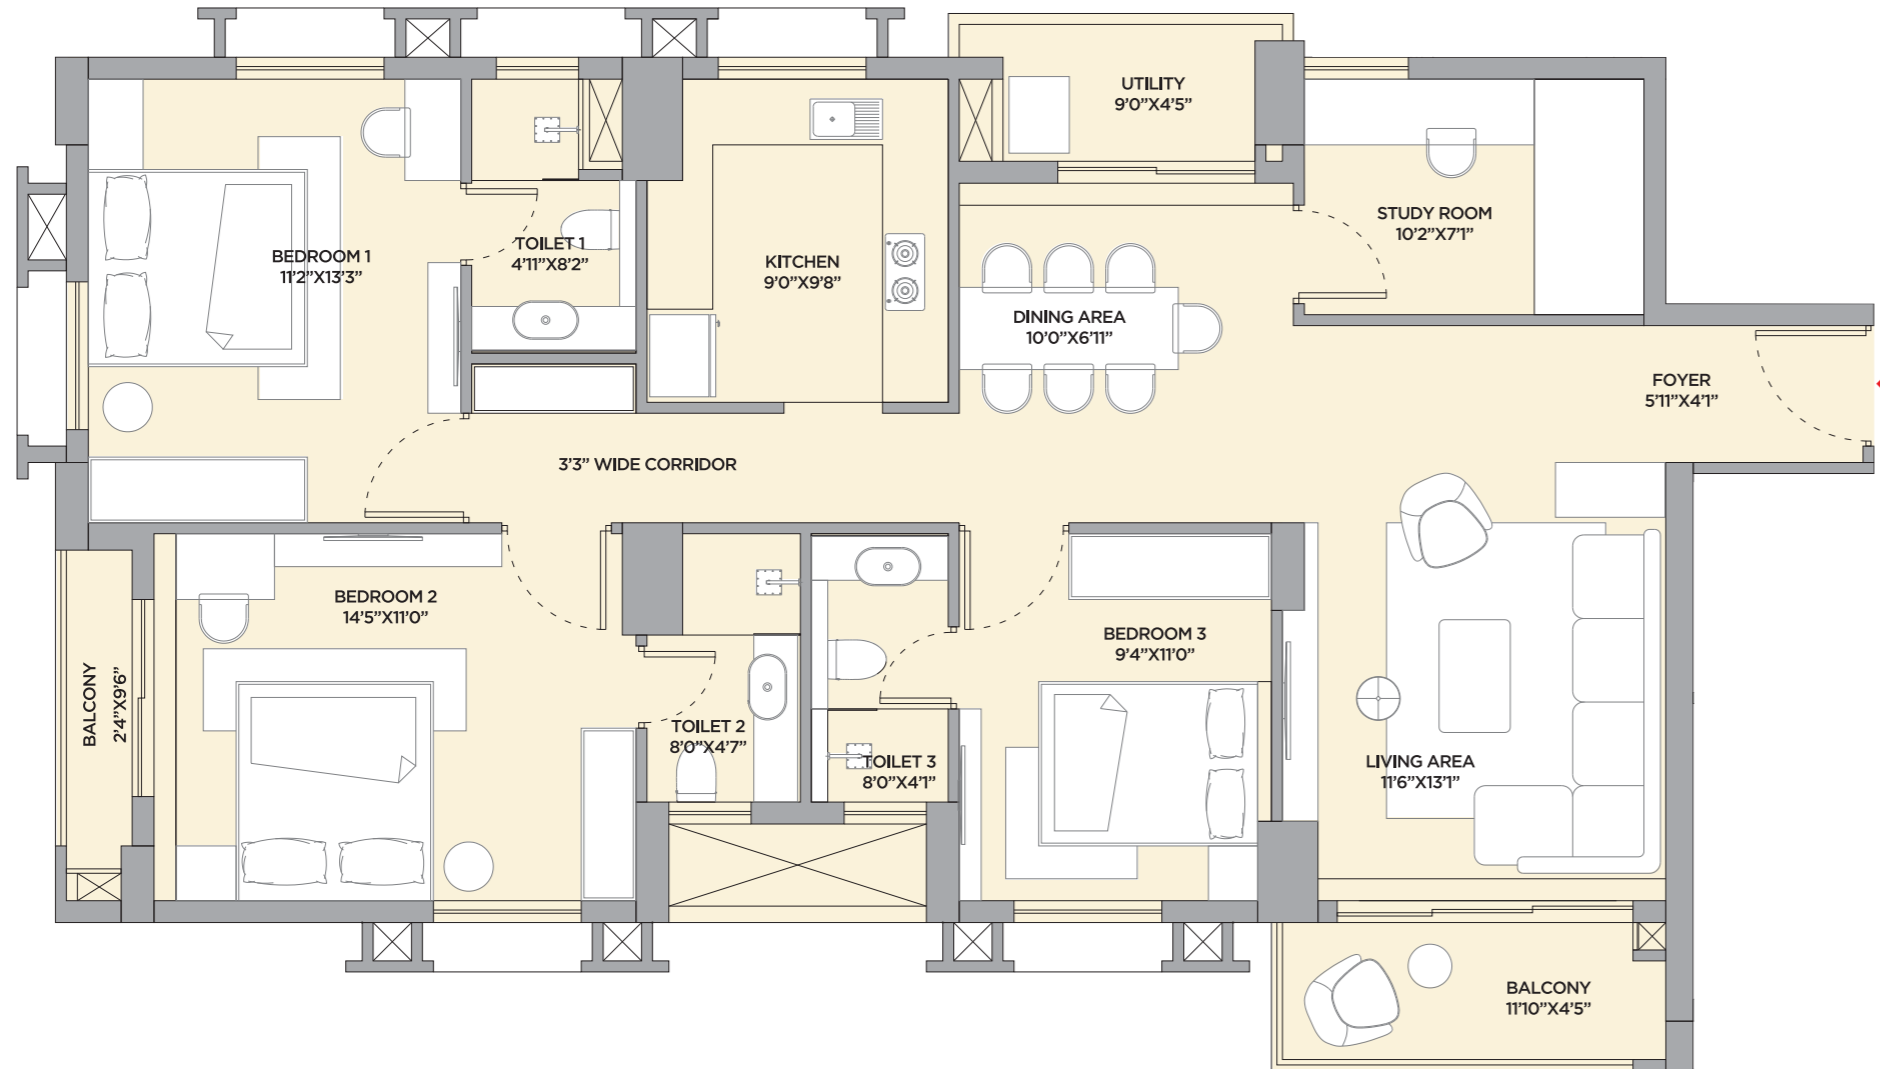 UTILITY
9'0”X4'5”
STUDY ROOM
10'2”X7'1”
BEDROOM 1
11'2”X13'3”
TOILET 1
4'11”X8'2”
KITCHEN
9'0”X9'8”
DINING AREA
10'0”X6'11”
FOYER
5'11”X4'1”
3'3” WIDE CORRIDOR
BEDROOM 2
14'5”X11'0”
BEDROOM 3
9'4”X11'0”
BALCONY
2'4”X9'6”
TOILET 2
8'0”X4'7”
TOILET 3
8'0”X4'1”
LIVING AREA
11'6”X13'1”
BALCONY
11'10”X4'5”